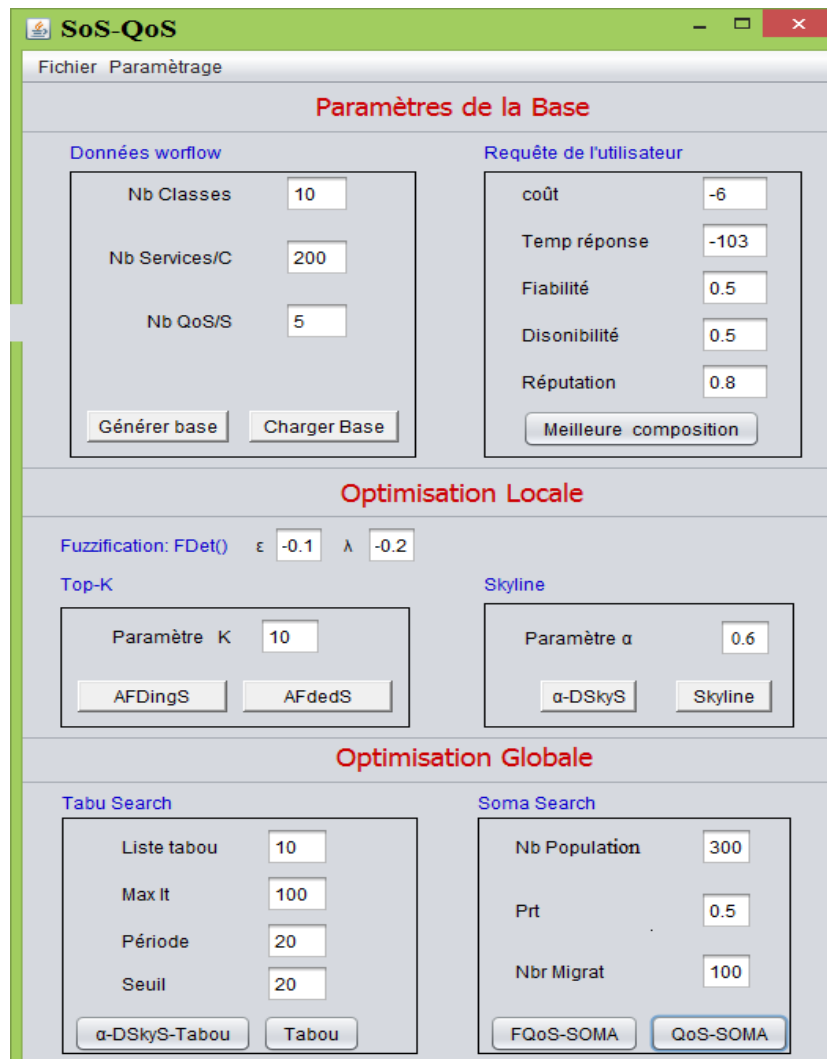 SoS-QoS
Fichier Paramètrage
Paramètres de la Base
Données worflow
Nb Classes 10
Nb Services/C 200
Nb QoS/S 5
Générer base Charger Base
Requête de l'utilisateur
coût -6
Temp réponse -103
Fiabilité 0.5
Disonibilité 0.5
Réputation 0.8
Meilleure composition
Optimisation Locale
Fuzzification: FDet() ε -0.1 λ -0.2
Top-K
Paramètre K 10
AFDingS AFdedS
Skyline
Paramètre α 0.6
α-DSkyS Skyline
Optimisation Globale
Tabu Search
Liste tabou 10
Max It 100
Période 20
Seuil 20
α-DSkyS-Tabou Tabou
Soma Search
Nb Population 300
Prt 0.5
Nbr Migrat 100
FQoS-SOMA QoS-SOMA